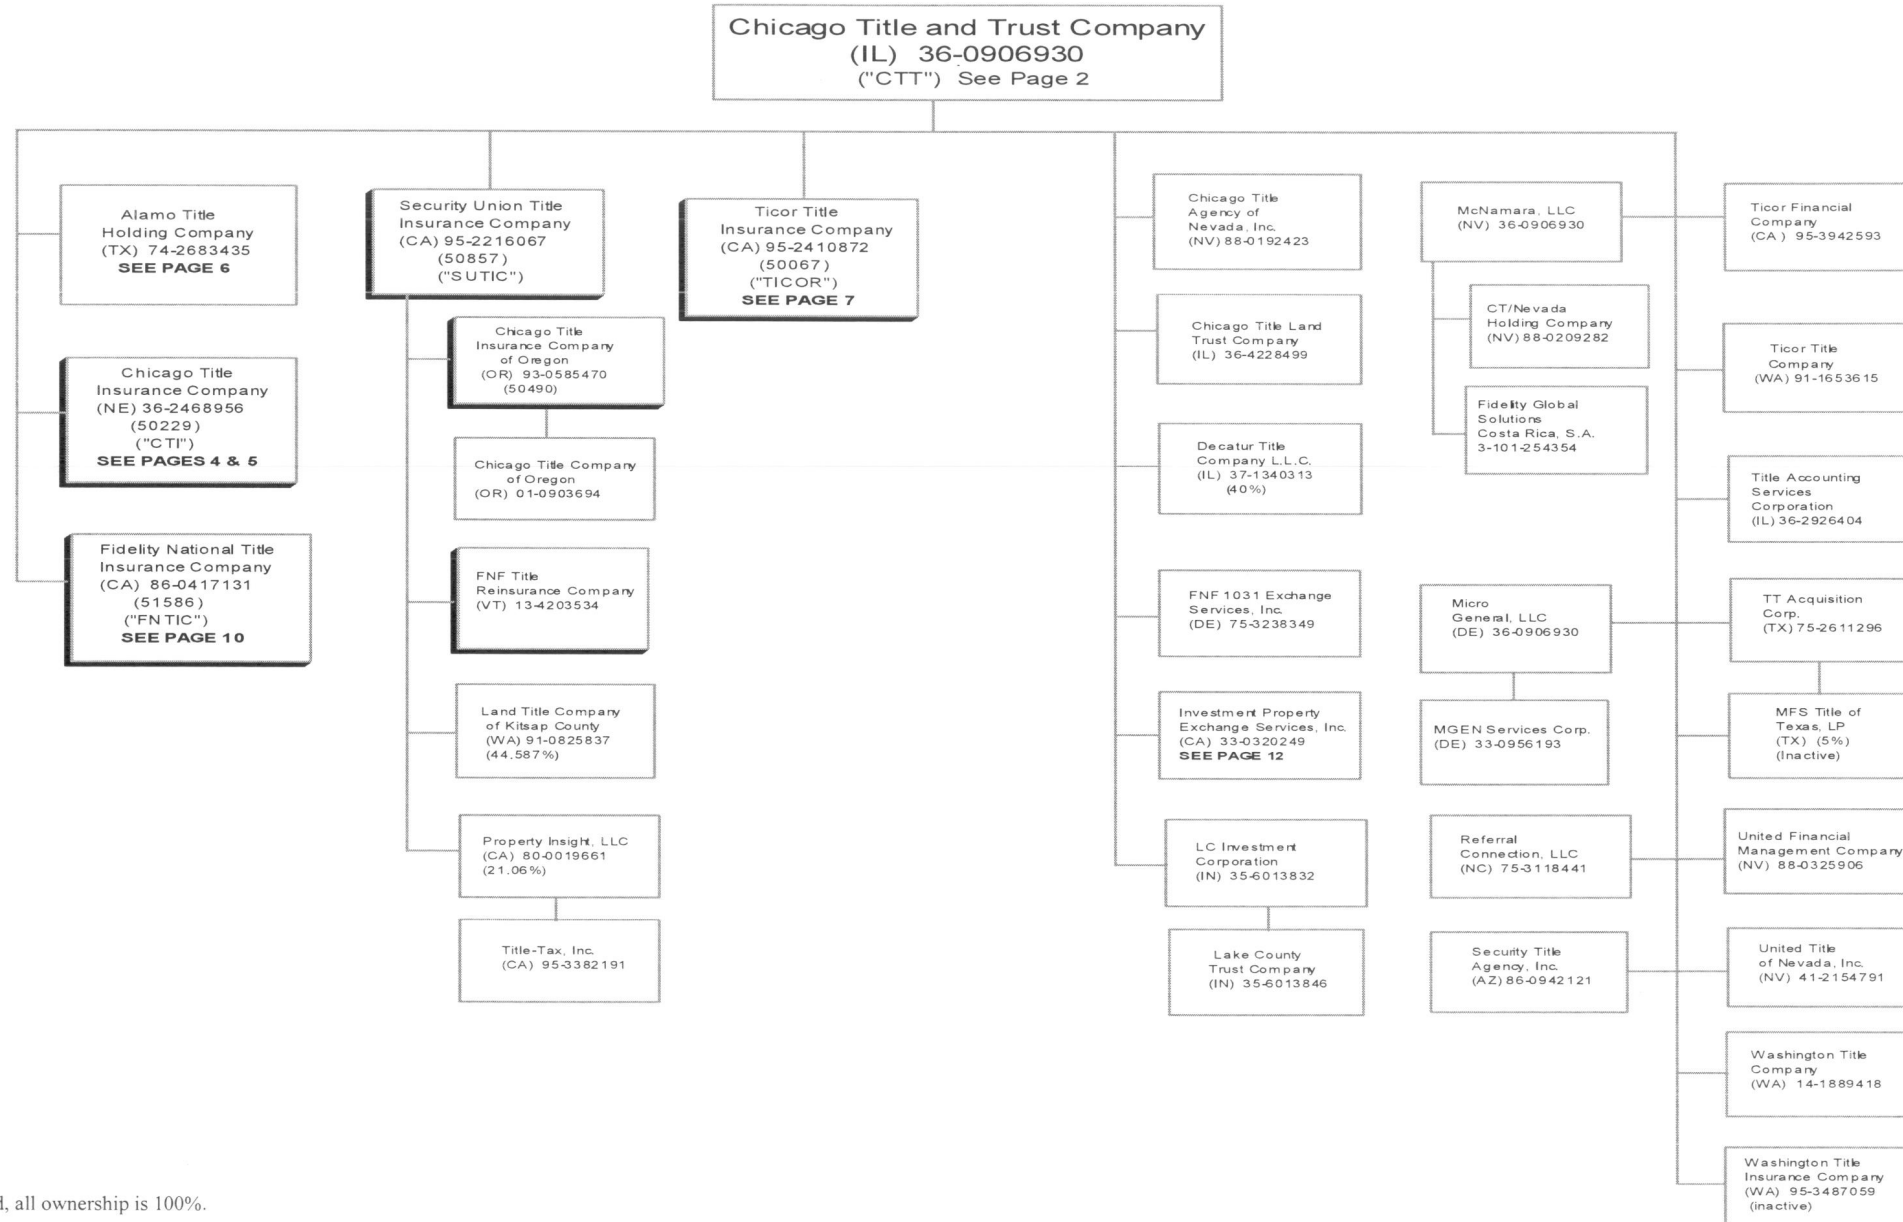 Chicago Title and Trust Company
(IL) 36-0906930
("CTT") See Page 2
Alamo Title
Holding Company
(TX) 74-2683435
SEE PAGE 6
Chicago Title
Insurance Company
(NE) 36-2468956
(50229)
("CTI")
SEE PAGES 4 & 5
Fidelity National Title
Insurance Company
(CA) 86-0417131
(51586)
("FNTIC")
SEE PAGE 10
Security Union Title
Insurance Company
(CA) 95-2216067
(50857)
("SUTIC")
Chicago Title
Insurance Company
of Oregon
(OR) 93-0585470
(50490)
Chicago Title Company
of Oregon
(OR) 01-0903694
FNF Title
Reinsurance Company
(VT) 13-4203534
Land Title Company
of Kitsap County
(WA) 91-0825837
(44.587%)
Property Insight, LLC
(CA) 80-0019661
(21.06%)
Title-Tax, Inc.
(CA) 95-3382191
Ticor Title
Insurance Company
(CA) 95-2410872
(50067)
("TICOR")
SEE PAGE 7
Chicago Title
Agency of
Nevada, Inc.
(NV) 88-0192423
Chicago Title Land
Trust Company
(IL) 36-4228499
Decatur Title
Company L.L.C.
(IL) 37-1340313
(40%)
FNF 1031 Exchange
Services, Inc.
(DE) 75-3238349
Investment Property
Exchange Services, Inc.
(CA) 33-0320249
SEE PAGE 12
LC Investment
Corporation
(IN) 35-6013832
Lake County
Trust Company
(IN) 35-6013846
McNamara, LLC
(NV) 36-0906930
CT/Nevada
Holding Company
(NV) 88-0209282
Fidelity Global
Solutions
Costa Rica, S.A.
3-101-254354
Micro
General, LLC
(DE) 36-0906930
MGEN Services Corp.
(DE) 33-0956193
Referral
Connection, LLC
(NC) 75-3118441
Security Title
Agency, Inc.
(AZ) 86-0942121
Ticor Financial
Company
(CA) 95-3942593
Ticor Title
Company
(WA) 91-1653615
Title Accounting
Services
Corporation
(IL) 36-2926404
TT Acquisition
Corp.
(TX) 75-2611296
MFS Title of
Texas, LP
(TX) (5%)
(Inactive)
United Financial
Management Company
(NV) 88-0325906
United Title
of Nevada, Inc.
(NV) 41-2154791
Washington Title
Company
(WA) 14-1889418
Washington Title
Insurance Company
(WA) 95-3487059
(inactive)
d, all ownership is 100%.